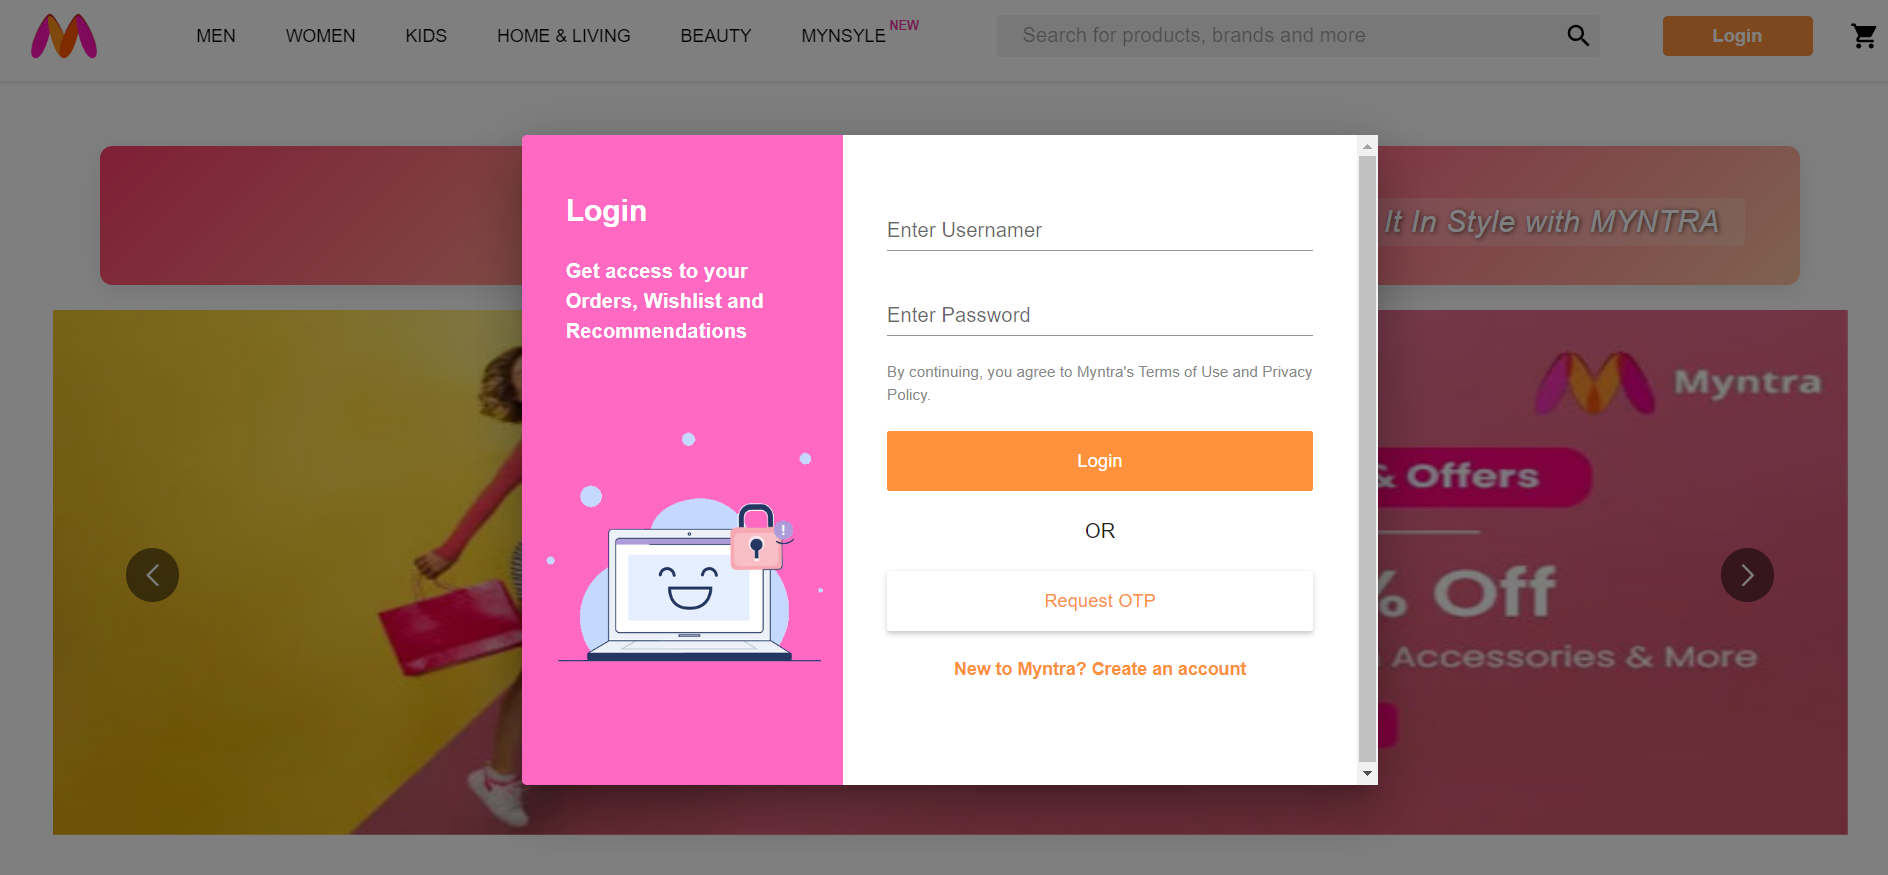 MEN WOMEN KIDS HOME & LIVING BEAUTY MYNSYLE NEW Search for products, brands and more Login
It In Style with MYNTRA
Login
Get access to your
Orders, Wishlist and
Recommendations
Enter Usernamer
Enter Password
By continuing, you agree to Myntra's Terms of Use and Privacy
Policy.
Login
OR
Request OTP
New to Myntra? Create an account
Myntra
& Offers
% Off
Accessories & More